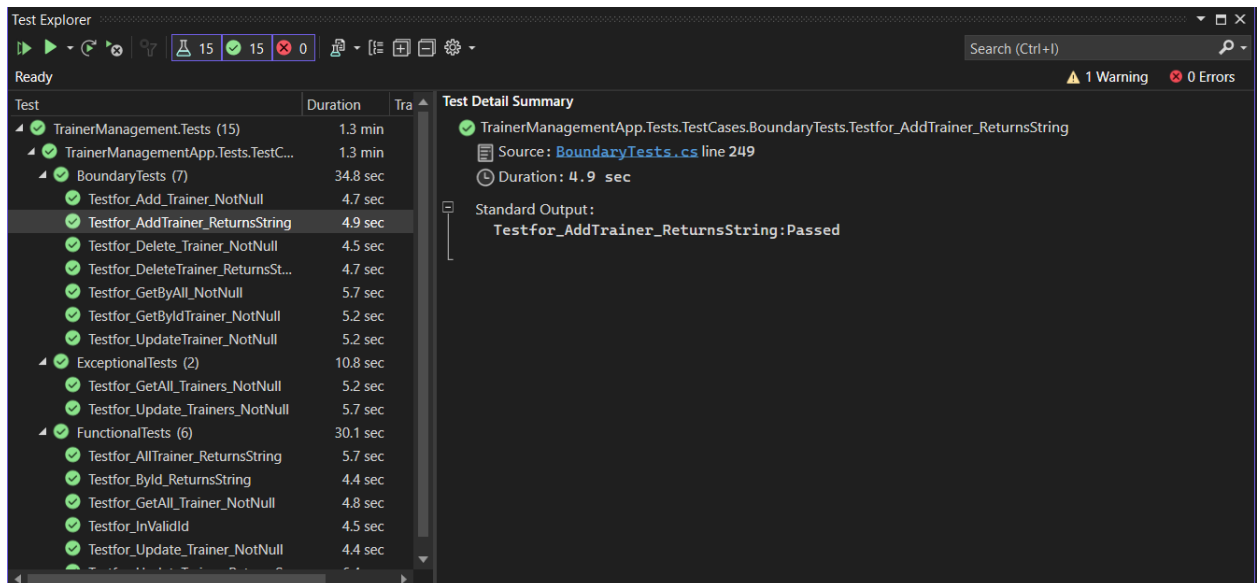 Test Explorer
15 15 0
Search (Ctrl+I)
Ready
1 Warning 0 Errors
Test Duration Tra
TrainerManagement.Tests (15) 1.3 min
TrainerManagementApp.Tests.TestC... 1.3 min
BoundaryTests (7) 34.8 sec
Testfor_Add_Trainer_NotNull 4.7 sec
Testfor_AddTrainer_ReturnsString 4.9 sec
Testfor_Delete_Trainer_NotNull 4.5 sec
Testfor_DeleteTrainer_ReturnsSt... 4.7 sec
Testfor_GetByAll_NotNull 5.7 sec
Testfor_GetByIdTrainer_NotNull 5.2 sec
Testfor_UpdateTrainer_NotNull 5.2 sec
ExceptionalTests (2) 10.8 sec
Testfor_GetAll_Trainers_NotNull 5.2 sec
Testfor_Update_Trainers_NotNull 5.7 sec
FunctionalTests (6) 30.1 sec
Testfor_AllTrainer_ReturnsString 5.7 sec
Testfor_ById_ReturnsString 4.4 sec
Testfor_GetAll_Trainer_NotNull 4.8 sec
Testfor_InValidId 4.5 sec
Testfor_Update_Trainer_NotNull 4.4 sec
Test Detail Summary
TrainerManagementApp.Tests.TestCases.BoundaryTests.Testfor_AddTrainer_ReturnsString
Source: BoundaryTests.cs line 249
Duration: 4.9 sec
Standard Output:
Testfor_AddTrainer_ReturnsString:Passed